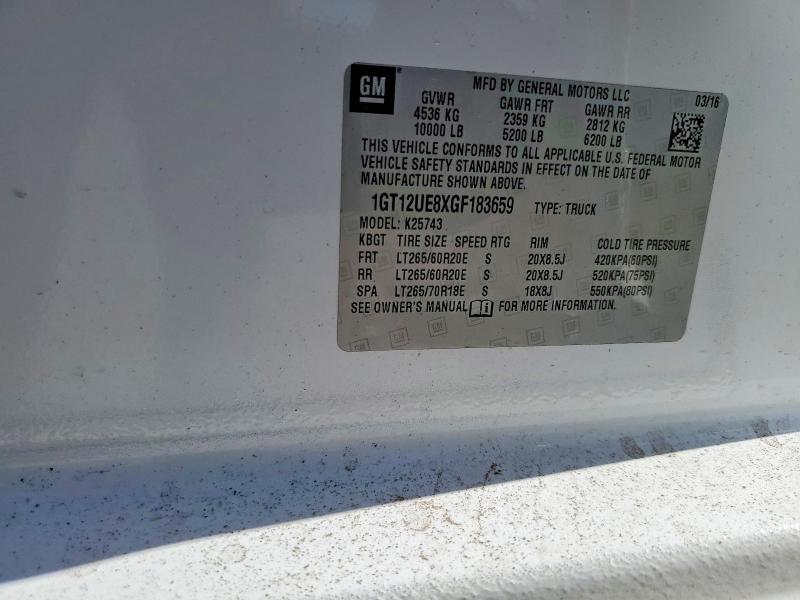 GM
MFD BY GENERAL MOTORS LLC
03/16
GVWR GAWR FRT GAWR RR
4536 KG 2359 KG 2812 KG
10000 LB 5200 LB 6200 LB
THIS VEHICLE CONFORMS TO ALL APPLICABLE U.S. FEDERAL MOTOR
VEHICLE SAFETY STANDARDS IN EFFECT ON THE DATE OF
MANUFACTURE SHOWN ABOVE.
1GT12UE8XGF183659 TYPE: TRUCK
MODEL: K25743
KBGT TIRE SIZE SPEED RTG RIM COLD TIRE PRESSURE
FRT LT265/60R20E S 20X8.5J 420KPA(60PSI)
RR LT265/60R20E S 20X8.5J 520KPA(75PSI)
SPA LT265/70R18E S 18X8J 550KPA(80PSI)
SEE OWNER'S MANUAL FOR MORE INFORMATION.